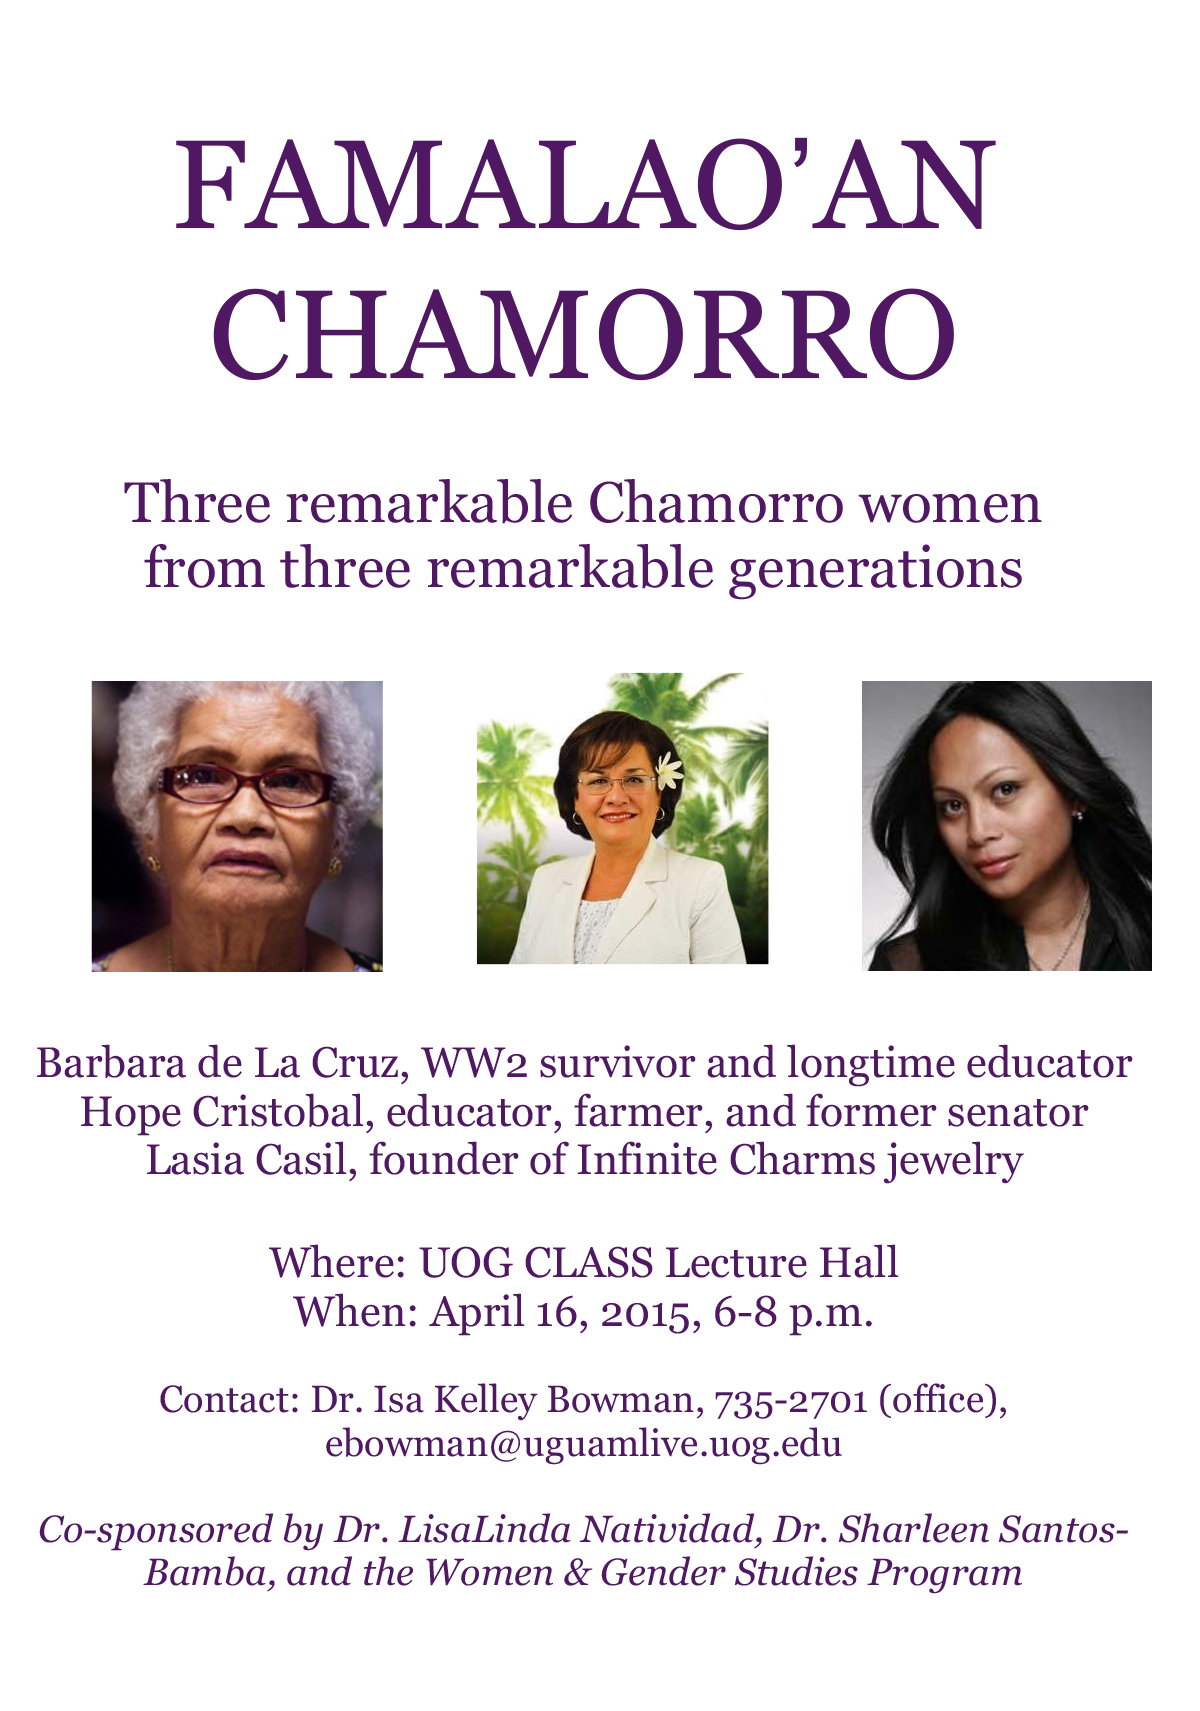 FAMALAO’AN
CHAMORRO
Three remarkable Chamorro women
from three remarkable generations
Barbara de La Cruz, WW2 survivor and longtime educator
Hope Cristobal, educator, farmer, and former senator
Lasia Casil, founder of Infinite Charms jewelry
Where: UOG CLASS Lecture Hall
When: April 16, 2015, 6-8 p.m.
Contact: Dr. Isa Kelley Bowman, 735-2701 (office),
ebowman@uguamlive.uog.edu
Co-sponsored by Dr. LisaLinda Natividad, Dr. Sharleen Santos-
Bamba, and the Women & Gender Studies Program